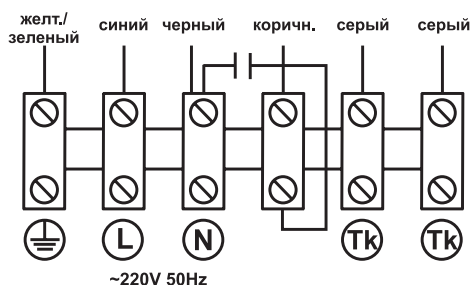 желт./
зеленый
синий
черный
коричн.
серый
серый
L
N
Tk
Tk
~220V 50Hz